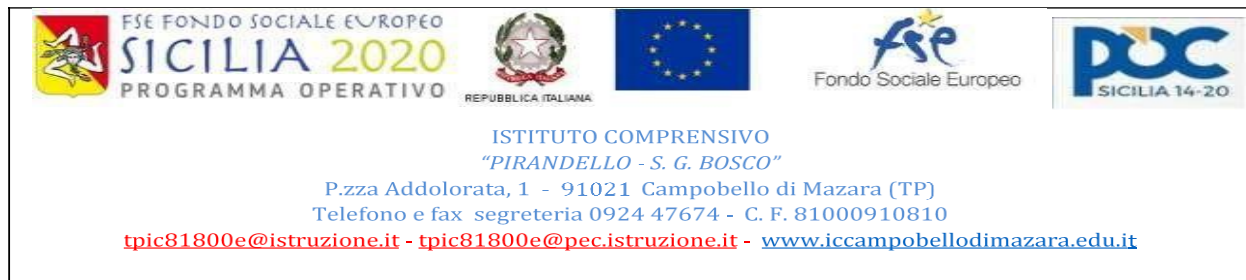 FSE FONDO SOCIALE EUROPEO
SICILIA 2020
PROGRAMMA OPERATIVO
REPUBBLICA ITALIANA
fse
Fondo Sociale Europeo
POC
SICILIA 14-20
ISTITUTO COMPRENSIVO
“PIRANDELLO - S. G. BOSCO”
P.zza Addolorata, 1 - 91021 Campobello di Mazara (TP)
Telefono e fax segreteria 0924 47674 - C. F. 81000910810
tpic81800e@istruzione.it - tpic81800e@pec.istruzione.it - www.iccampobellodimazara.edu.it